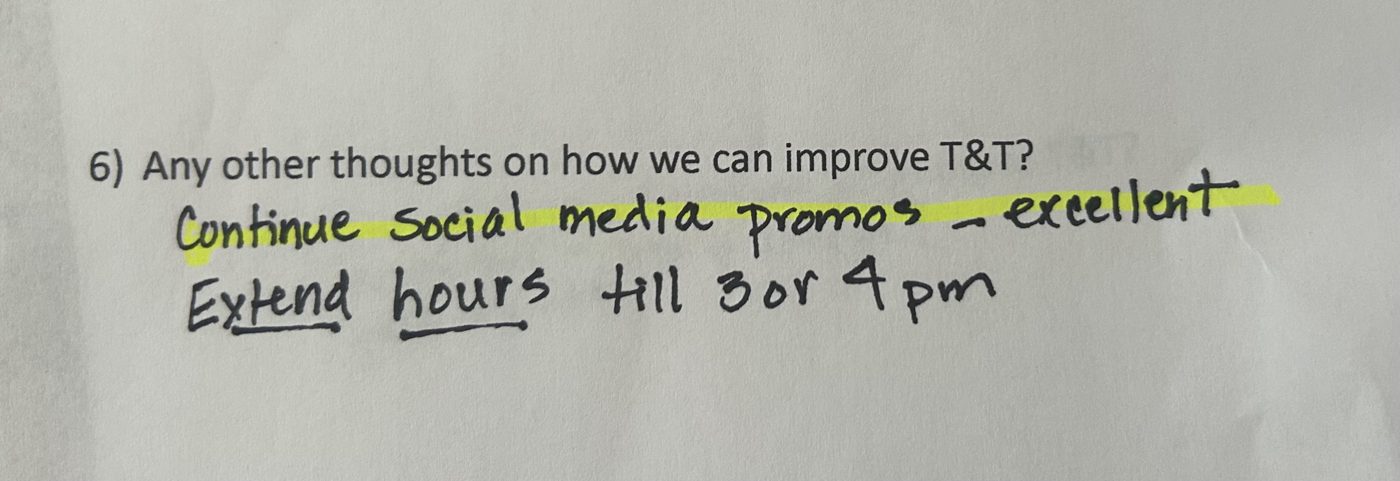 6) Any other thoughts on how we can improve T&T?
Continue social media promos - excellent
Extend hours till 3 or 4 pm